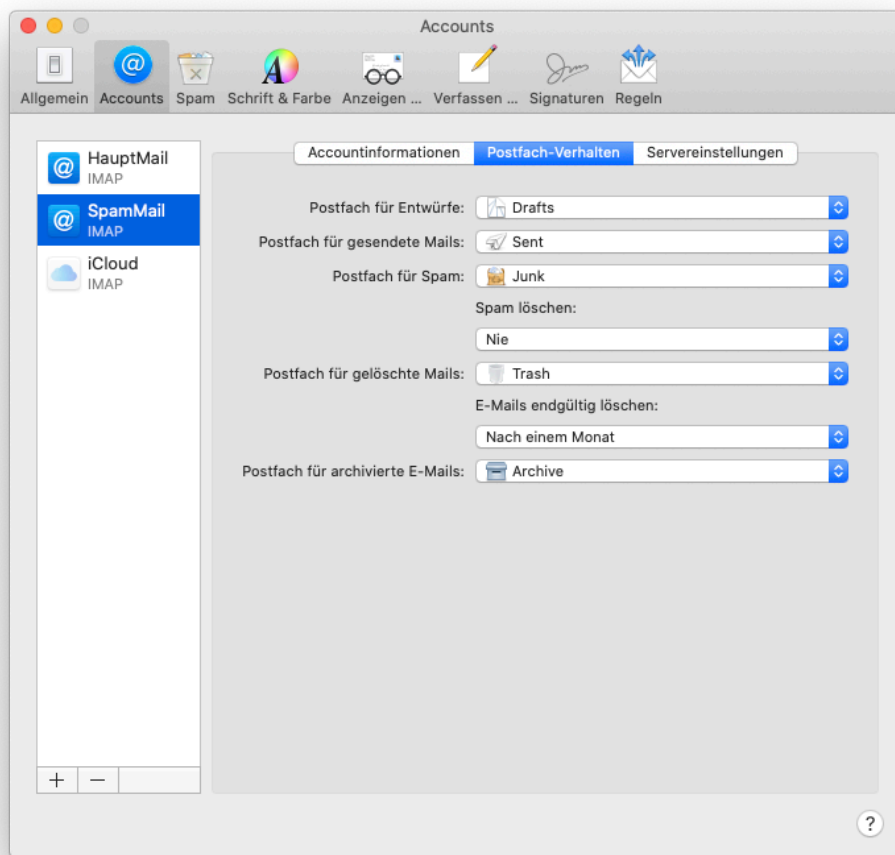 Accounts
Allgemein Accounts Spam Schrift & Farbe Anzeigen ... Verfassen ... Signaturen Regeln
HauptMail
IMAP
SpamMail
IMAP
iCloud
IMAP
Accountinformationen Postfach-Verhalten Servereinstellungen
Postfach für Entwürfe: Drafts
Postfach für gesendete Mails: Sent
Postfach für Spam: Junk
Spam löschen:
Nie
Postfach für gelöschte Mails: Trash
E-Mails endgültig löschen:
Nach einem Monat
Postfach für archivierte E-Mails: Archive
+ −
?